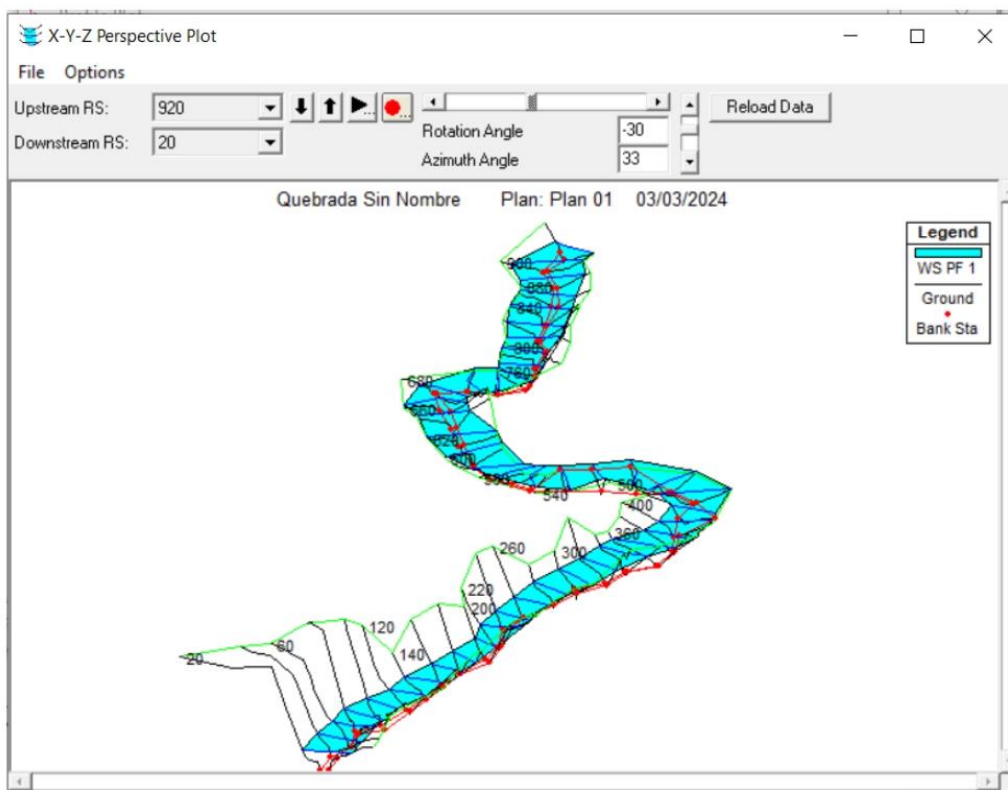 X-Y-Z Perspective Plot
File Options
Upstream RS: 920
Downstream RS: 20
Rotation Angle -30
Azimuth Angle 33
Reload Data
Quebrada Sin Nombre Plan: Plan 01 03/03/2024
Legend
WS PF 1
Ground
Bank Sta
900
880
840
800
760
680
660
620
600
540
500
400
360
300
260
220
200
140
120
60
20